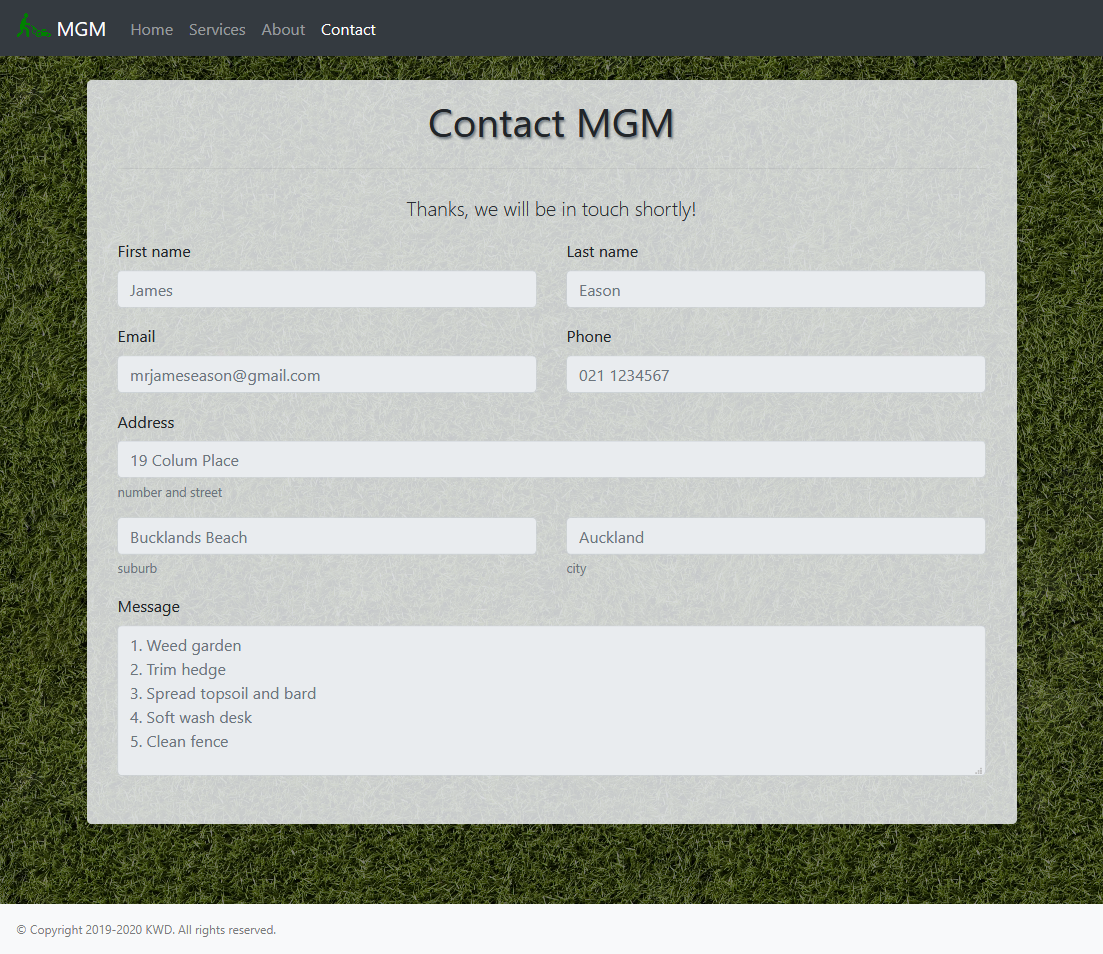 MGM Home Services About Contact
Contact MGM
Thanks, we will be in touch shortly!
First name Last name
James Eason
Email Phone
mrjameseason@gmail.com 021 1234567
Address
19 Colum Place
number and street
Bucklands Beach Auckland
suburb city
Message
1. Weed garden
2. Trim hedge
3. Spread topsoil and bard
4. Soft wash desk
5. Clean fence
© Copyright 2019-2020 KWD. All rights reserved.